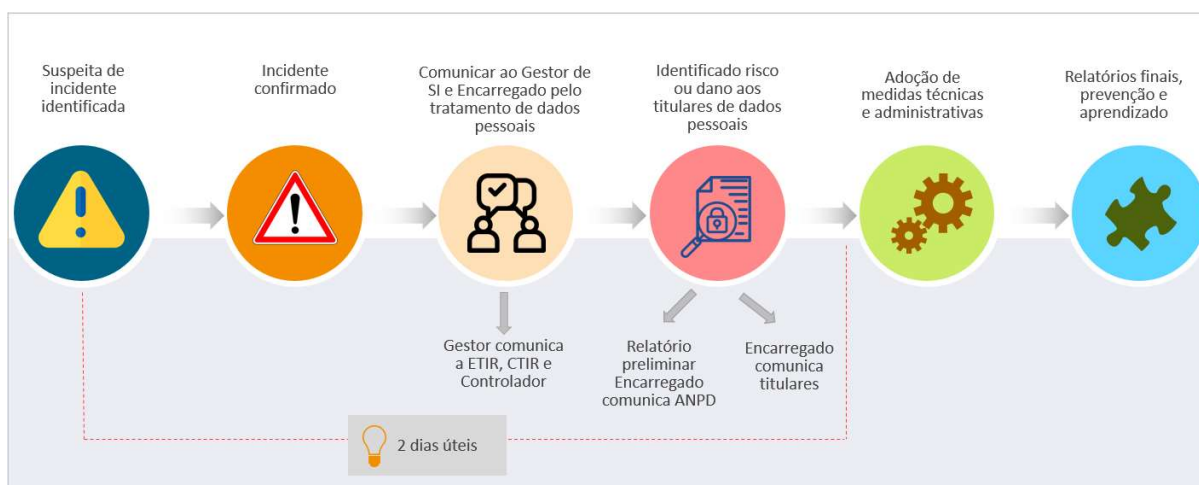 Suspeita de
incidente
identificada
Incidente
confirmado
Comunicar ao Gestor de
SI e Encarregado pelo
tratamento de dados
pessoais
Identificado risco
ou dano aos
titulares de dados
pessoais
Adoção de
medidas técnicas
e administrativas
Relatórios finais,
prevenção e
aprendizado
Gestor comunica
a ETIR, CTIR e
Controlador
Relatório
preliminar
Encarregado
comunica ANPD
Encarregado
comunica
titulares
2 dias úteis